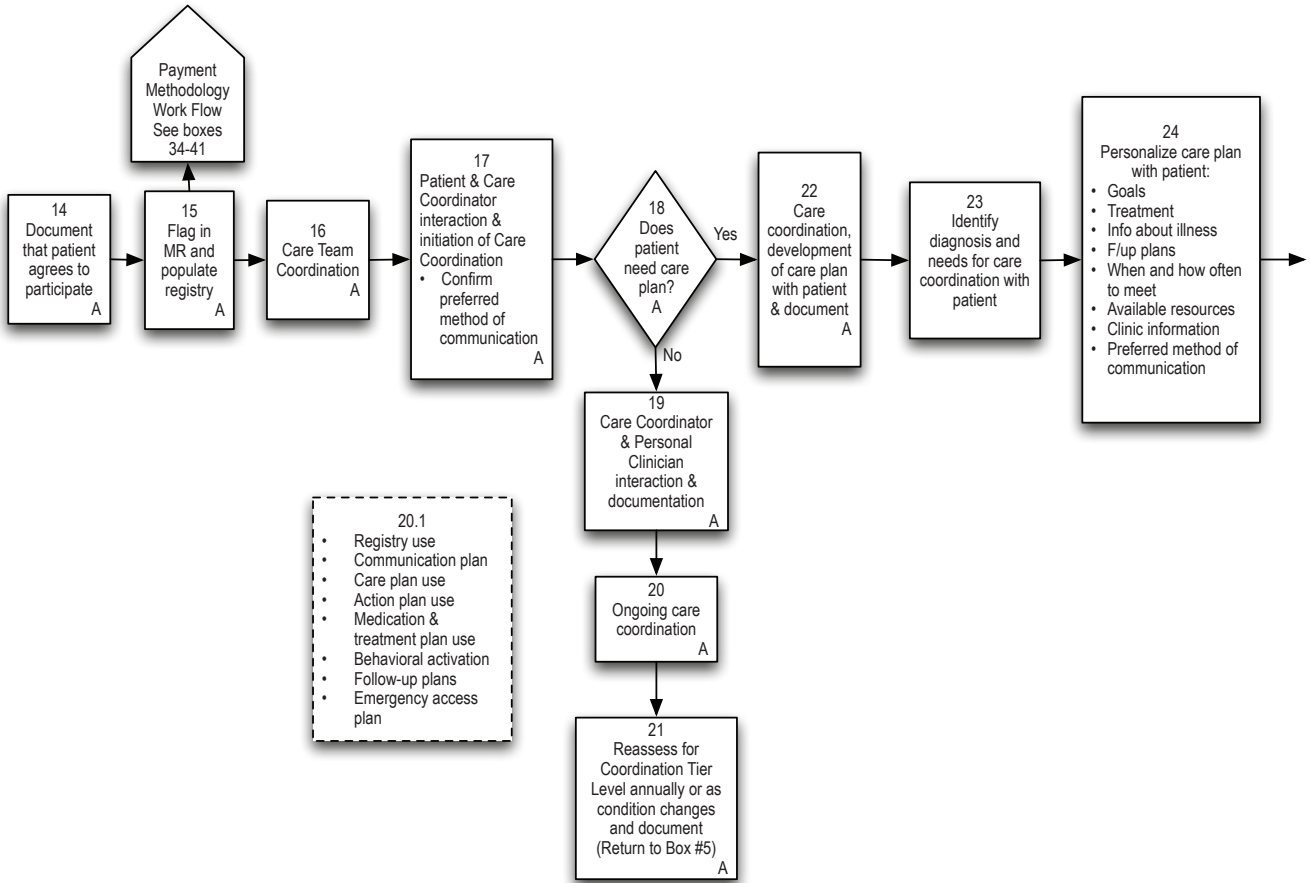 Payment
Methodology
Work Flow
See boxes
34-41
14
Document
that patient
agrees to
participate
A
15
Flag in
MR and
populate
registry
A
16
Care Team
Coordination
A
17
Patient & Care
Coordinator
interaction &
initiation of Care
Coordination
• Confirm
preferred
method of
communication
A
18
Does
patient
need care
plan?
A
Yes
No
22
Care
coordination,
development
of care plan
with patient
& document
A
23
Identify
diagnosis and
needs for care
coordination with
patient
24
Personalize care plan
with patient:
• Goals
• Treatment
• Info about illness
• F/up plans
• When and how often
to meet
• Available resources
• Clinic information
• Preferred method of
communication
19
Care Coordinator
& Personal
Clinician
interaction &
documentation
A
20
Ongoing care
coordination
A
20.1
• Registry use
• Communication plan
• Care plan use
• Action plan use
• Medication &
treatment plan use
• Behavioral activation
• Follow-up plans
• Emergency access
plan
21
Reassess for
Coordination Tier
Level annually or as
condition changes
and document
(Return to Box #5)
A